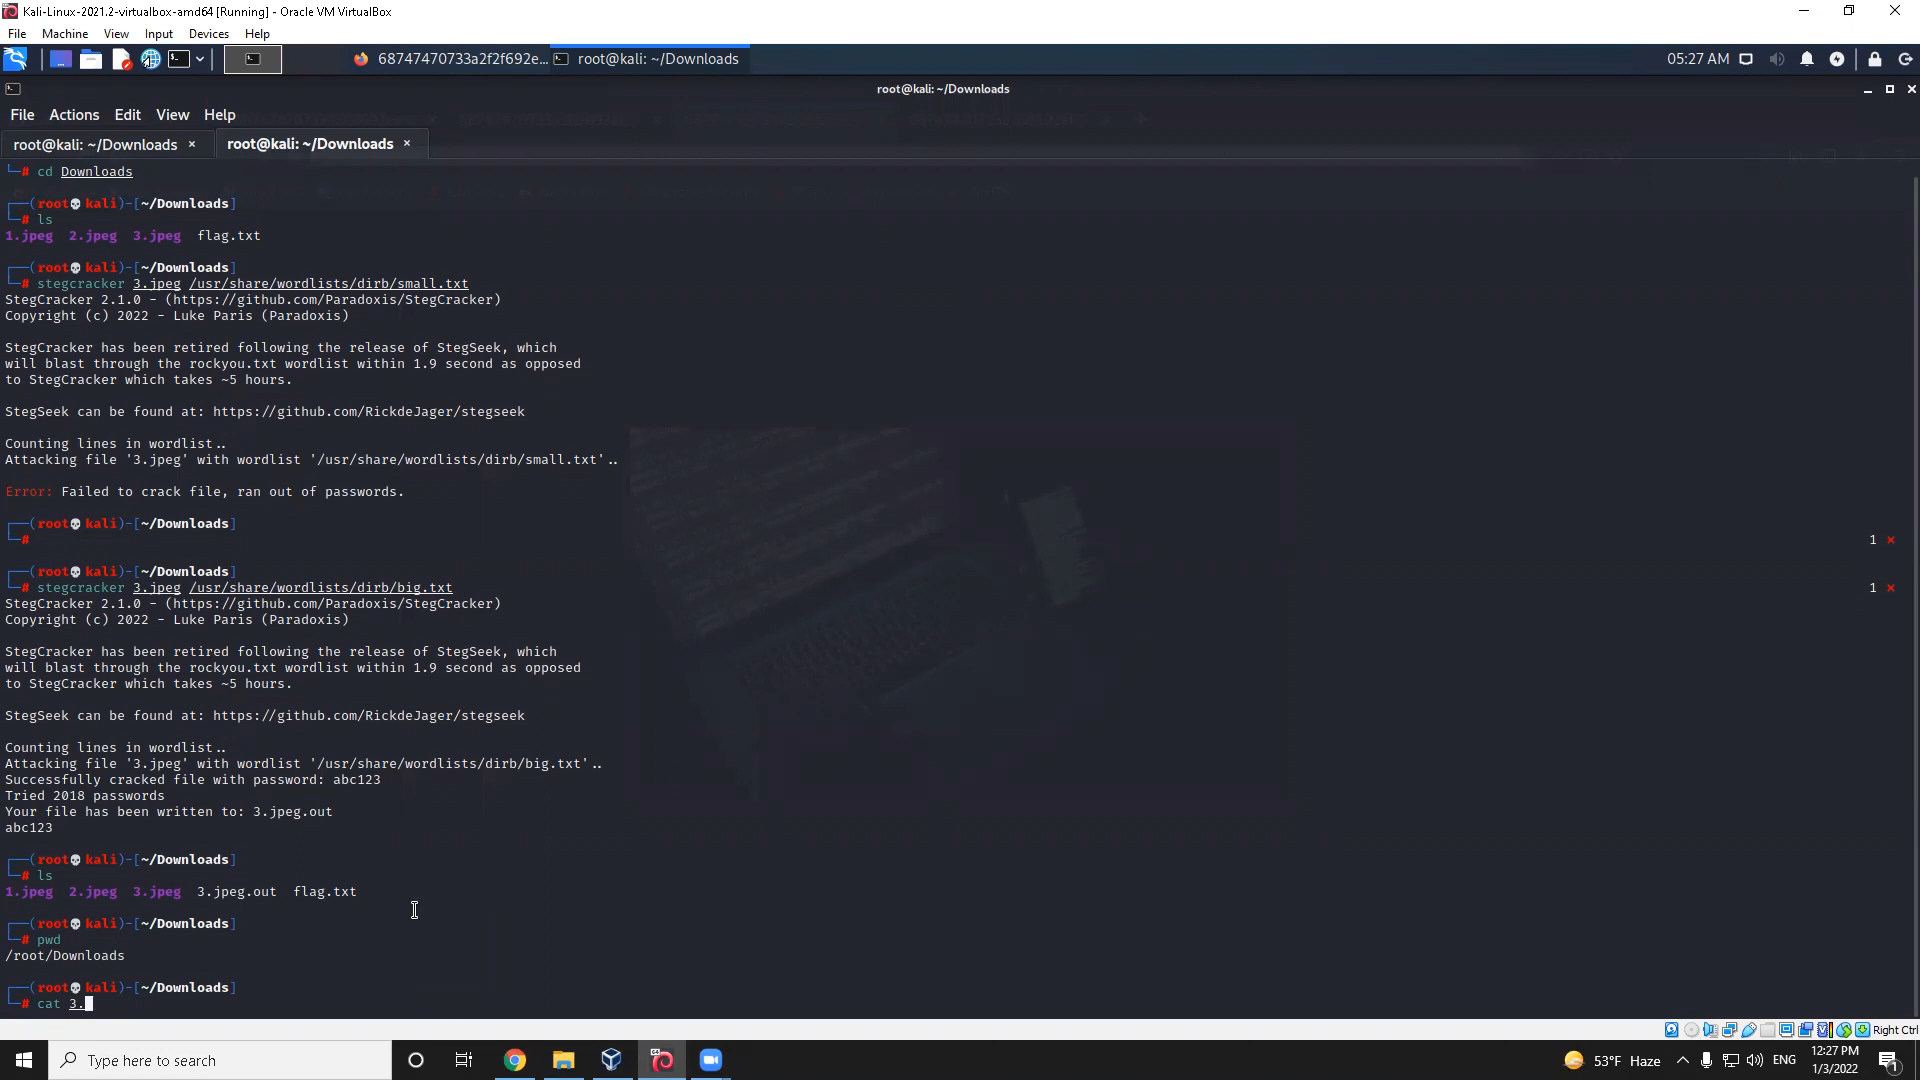 Kali-Linux-2021.2-virtualbox-amd64 [Running] - Oracle VM VirtualBox
File Machine View Input Devices Help
68747470733a2f2f692e... root@kali: ~/Downloads 05:27 AM
root@kali: ~/Downloads
File Actions Edit View Help
root@kali: ~/Downloads × root@kali: ~/Downloads ×
└─# cd Downloads
┌──(root💀kali)-[~/Downloads]
└─# ls
1.jpeg 2.jpeg 3.jpeg flag.txt
┌──(root💀kali)-[~/Downloads]
└─# stegcracker 3.jpeg /usr/share/wordlists/dirb/small.txt
StegCracker 2.1.0 - (https://github.com/Paradoxis/StegCracker)
Copyright (c) 2022 - Luke Paris (Paradoxis)
StegCracker has been retired following the release of StegSeek, which
will blast through the rockyou.txt wordlist within 1.9 second as opposed
to StegCracker which takes ~5 hours.
StegSeek can be found at: https://github.com/RickdeJager/stegseek
Counting lines in wordlist..
Attacking file '3.jpeg' with wordlist '/usr/share/wordlists/dirb/small.txt'..
Error: Failed to crack file, ran out of passwords.
┌──(root💀kali)-[~/Downloads]
└─# 1 ×
┌──(root💀kali)-[~/Downloads]
└─# stegcracker 3.jpeg /usr/share/wordlists/dirb/big.txt 1 ×
StegCracker 2.1.0 - (https://github.com/Paradoxis/StegCracker)
Copyright (c) 2022 - Luke Paris (Paradoxis)
StegCracker has been retired following the release of StegSeek, which
will blast through the rockyou.txt wordlist within 1.9 second as opposed
to StegCracker which takes ~5 hours.
StegSeek can be found at: https://github.com/RickdeJager/stegseek
Counting lines in wordlist..
Attacking file '3.jpeg' with wordlist '/usr/share/wordlists/dirb/big.txt'..
Successfully cracked file with password: abc123
Tried 2018 passwords
Your file has been written to: 3.jpeg.out
abc123
┌──(root💀kali)-[~/Downloads]
└─# ls
1.jpeg 2.jpeg 3.jpeg 3.jpeg.out flag.txt
┌──(root💀kali)-[~/Downloads]
└─# pwd
/root/Downloads
┌──(root💀kali)-[~/Downloads]
└─# cat 3.
Right Ctrl
Type here to search 53°F Haze ENG 12:27 PM
1/3/2022 1